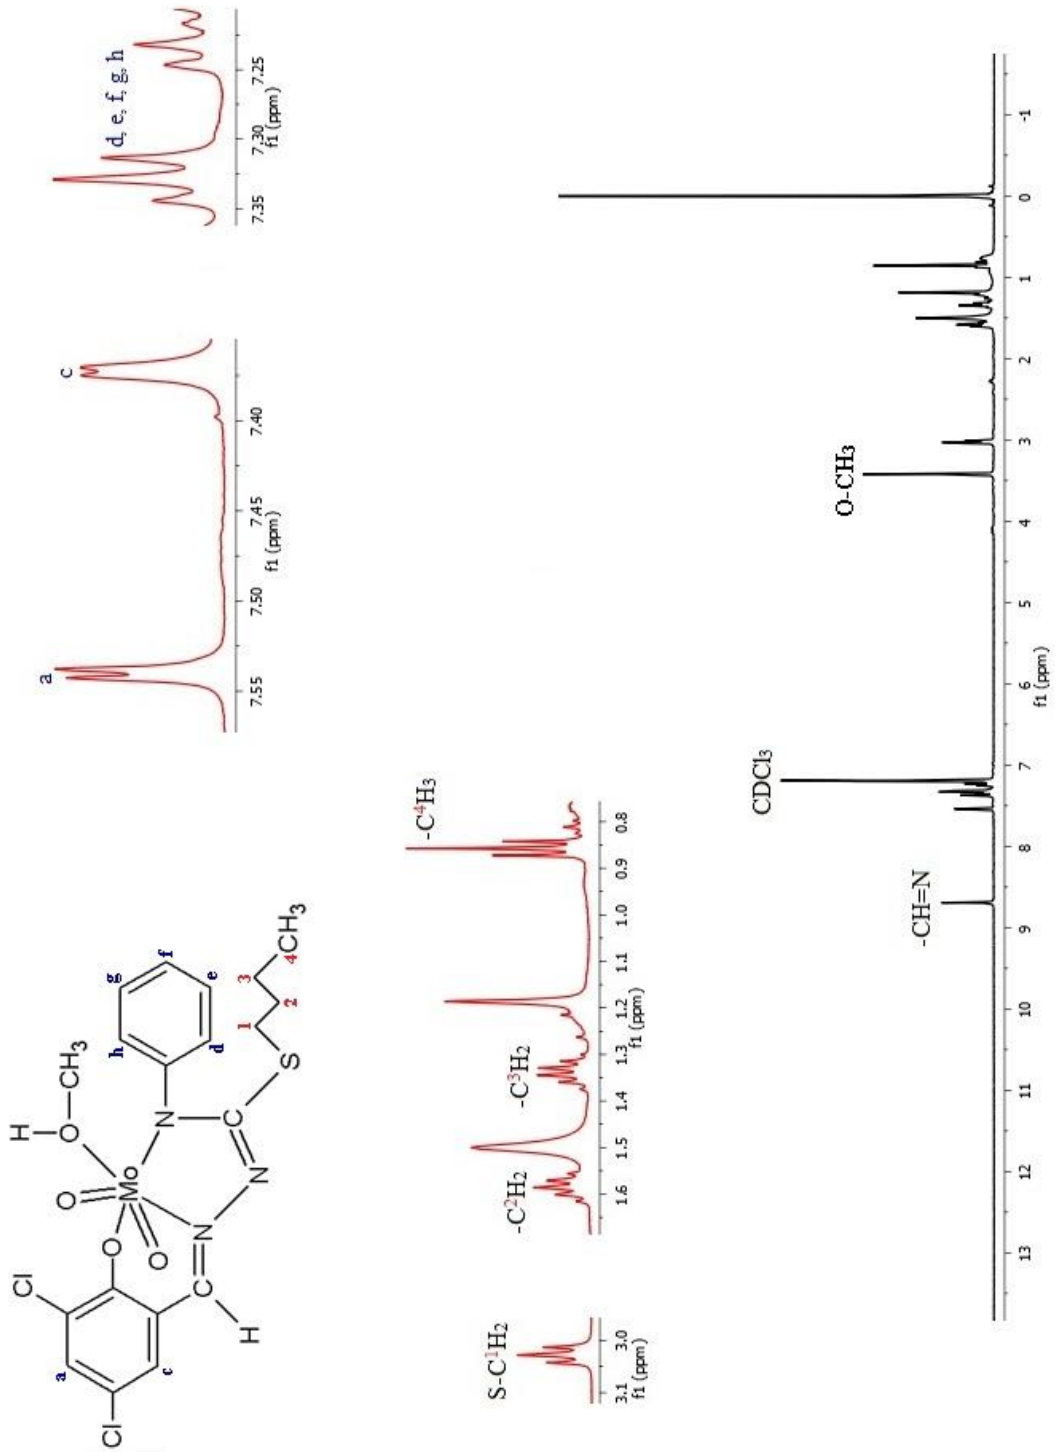 H
O
CH3
O
Mo
O
O
Cl
Cl
a
c
N
N
N
C
C
H
S
CH3
1
2
3
4
d
e
f
g
h
a
c
7.55
7.50
7.45
7.40
f1 (ppm)
d, e, f, g, h
7.35
7.30
7.25
f1 (ppm)
S-C1H2
3.1
3.0
f1 (ppm)
-C2H2
-C3H2
-C4H3
1.6
1.5
1.4
1.3
1.2
1.1
1.0
0.9
0.8
f1 (ppm)
-CH=N
CDCl3
O-CH3
13
12
11
10
9
8
7
6
5
4
3
2
1
0
-1
f1 (ppm)